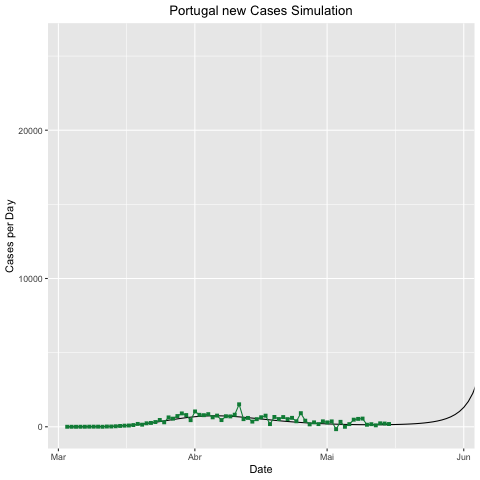 Portugal new Cases Simulation
Cases per Day
20000
10000
0
Mar Abr Mai Jun
Date